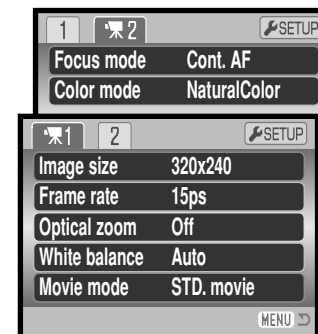 1 2 SETUP
Focus mode Cont. AF
Color mode NaturalColor
1 2 SETUP
Image size 320x240
Frame rate 15ps
Optical zoom Off
White balance Auto
Movie mode STD. movie
MENU